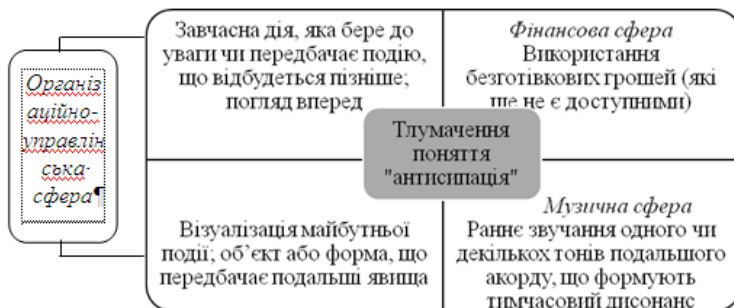 Організ
аційно-
управлін
ська-
сфера¶
Завчасна дія, яка бере до
уваги чи передбачає подію,
що відбудеться пізніше;
погляд вперед
Фінансова сфера
Використання
безготівкових грошей (які
ще не є доступними)
Тлумачення
поняття
"антисипація"
Візуалізація майбутньої
події; об’єкт або форма, що
передбачає подальші явища
Музична сфера
Раннє звучання одного чи
декількох тонів подальшого
акорду, що формують
тимчасовий дисонанс